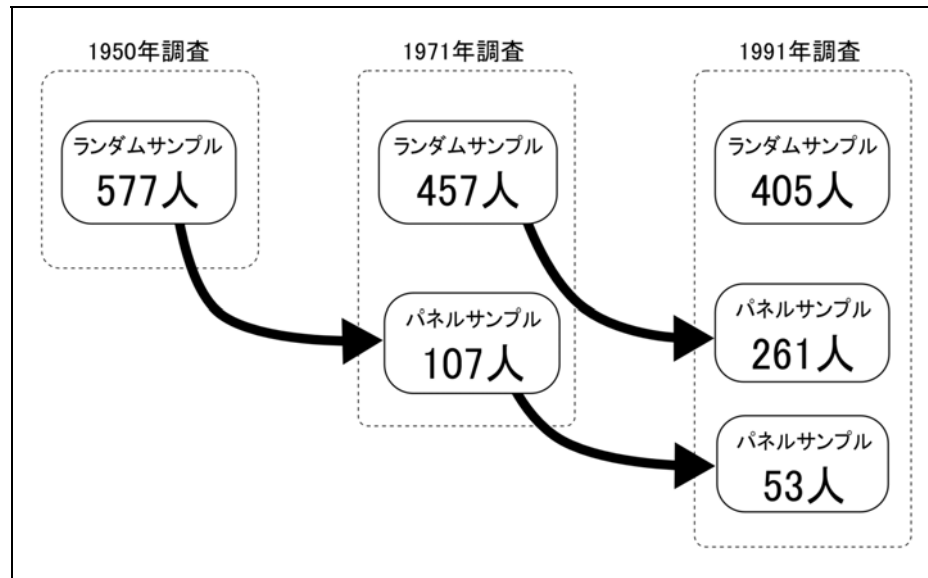 1950年調査
ランダムサンプル
577人
1971年調査
ランダムサンプル
457人
パネルサンプル
107人
1991年調査
ランダムサンプル
405人
パネルサンプル
261人
パネルサンプル
53人